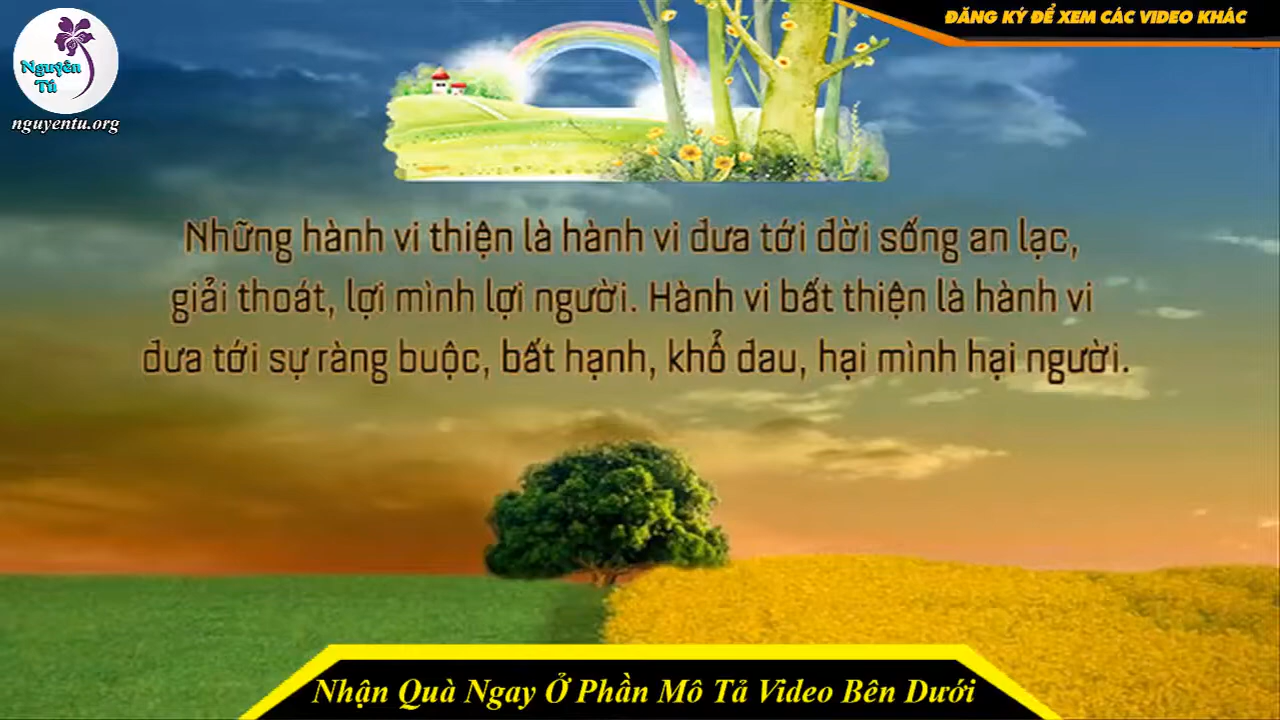 ĐĂNG KÝ ĐỂ XEM CÁC VIDEO KHÁC
Nguyên
Tú
nguyentu.org
Những hành vi thiện là hành vi đưa tới đời sống an lạc,
giải thoát, lợi mình lợi người. Hành vi bất thiện là hành vi
đưa tới sự ràng buộc, bất hạnh, khổ đau, hại mình hại người.
Nhận Quà Ngay Ở Phần Mô Tả Video Bên Dưới